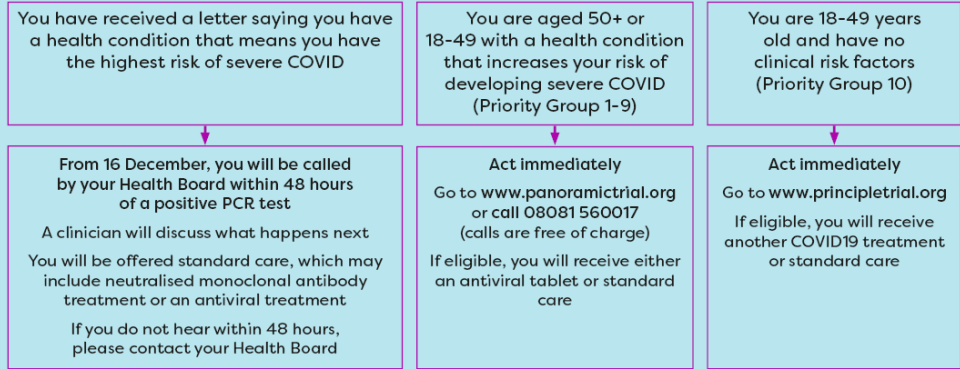 You have received a letter saying you have
a health condition that means you have
the highest risk of severe COVID
From 16 December, you will be called
by your Health Board within 48 hours
of a positive PCR test
A clinician will discuss what happens next
You will be offered standard care, which may
include neutralised monoclonal antibody
treatment or an antiviral treatment
If you do not hear within 48 hours,
please contact your Health Board
You are aged 50+ or
18-49 with a health condition
that increases your risk of
developing severe COVID
(Priority Group 1-9)
Act immediately
Go to www.panoramictrial.org
or call 08081 560017
(calls are free of charge)
If eligible, you will receive either
an antiviral tablet or standard
care
You are 18-49 years
old and have no
clinical risk factors
(Priority Group 10)
Act immediately
Go to www.principletrial.org
If eligible, you will receive
another COVID19 treatment
or standard care